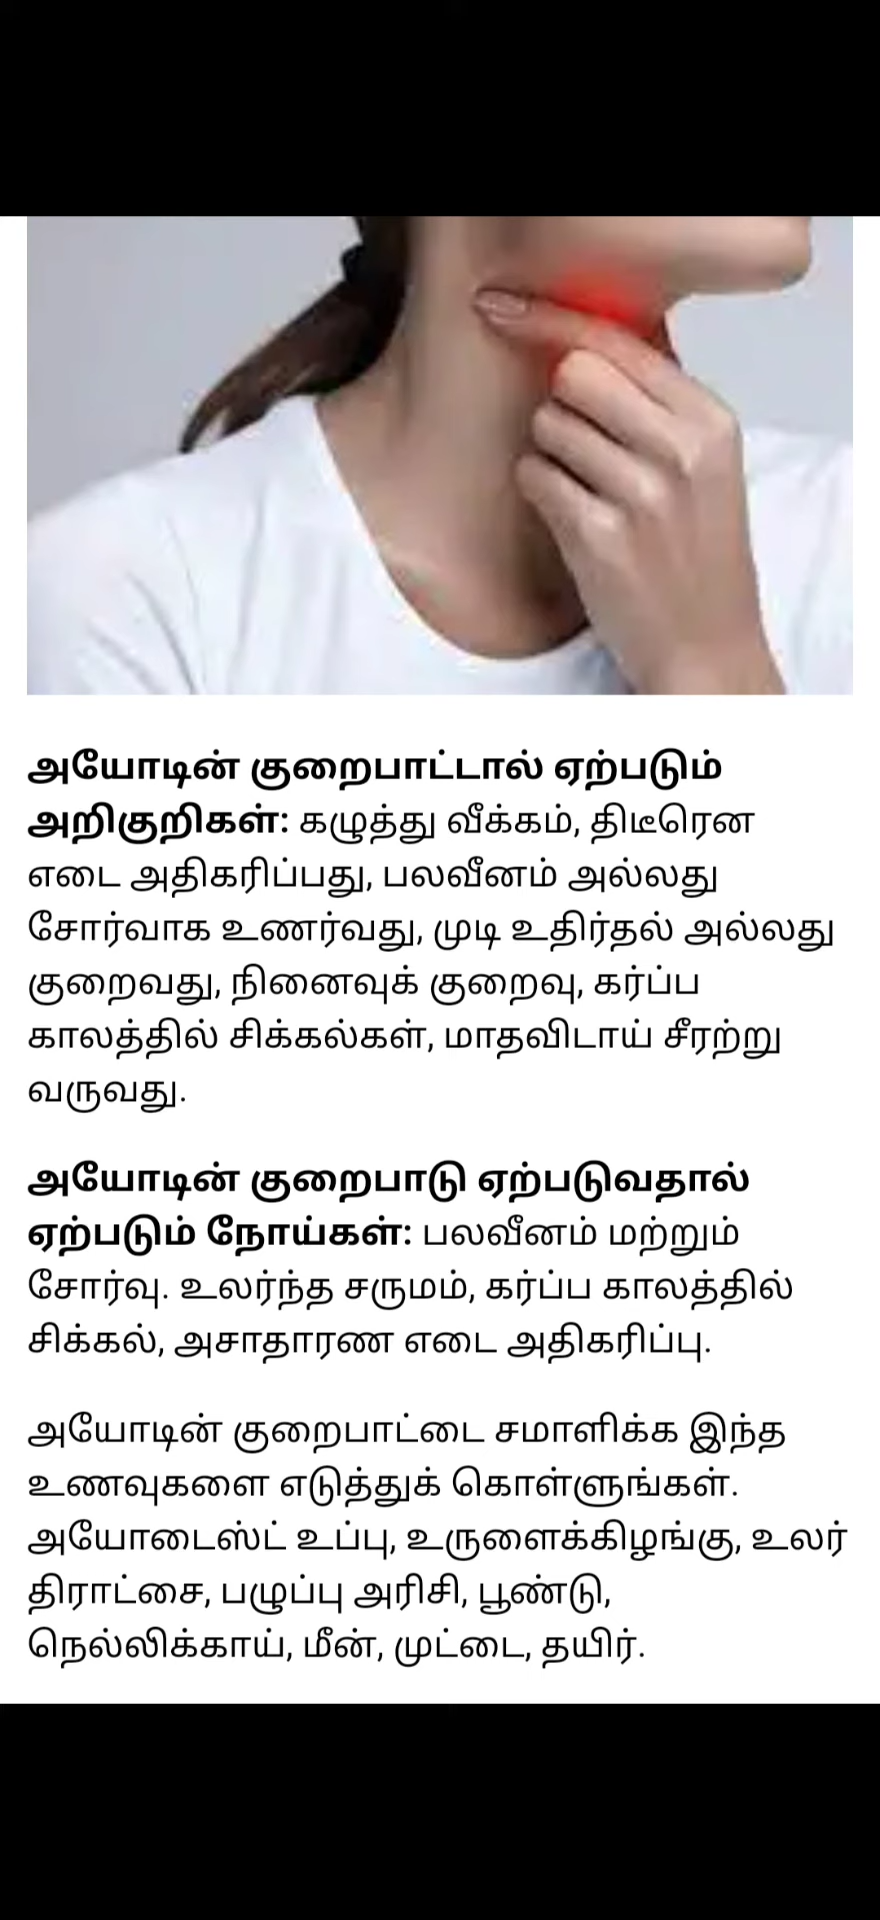 அயோடின் குறைபாட்டால் ஏற்படும்
அறிகுறிகள்: கழுத்து வீக்கம், திடீரென
எடை அதிகரிப்பது, பலவீனம் அல்லது
சோர்வாக உணர்வது, முடி உதிர்தல் அல்லது
குறைவது, நினைவுக் குறைவு, கர்ப்ப
காலத்தில் சிக்கல்கள், மாதவிடாய் சீரற்று
வருவது.
அயோடின் குறைபாடு ஏற்படுவதால்
ஏற்படும் நோய்கள்: பலவீனம் மற்றும்
சோர்வு. உலர்ந்த சருமம், கர்ப்ப காலத்தில்
சிக்கல், அசாதாரண எடை அதிகரிப்பு.
அயோடின் குறைபாட்டை சமாளிக்க இந்த
உணவுகளை எடுத்துக் கொள்ளுங்கள்.
அயோடைஸ்ட் உப்பு, உருளைக்கிழங்கு, உலர்
திராட்சை, பழுப்பு அரிசி, பூண்டு,
நெல்லிக்காய், மீன், முட்டை, தயிர்.